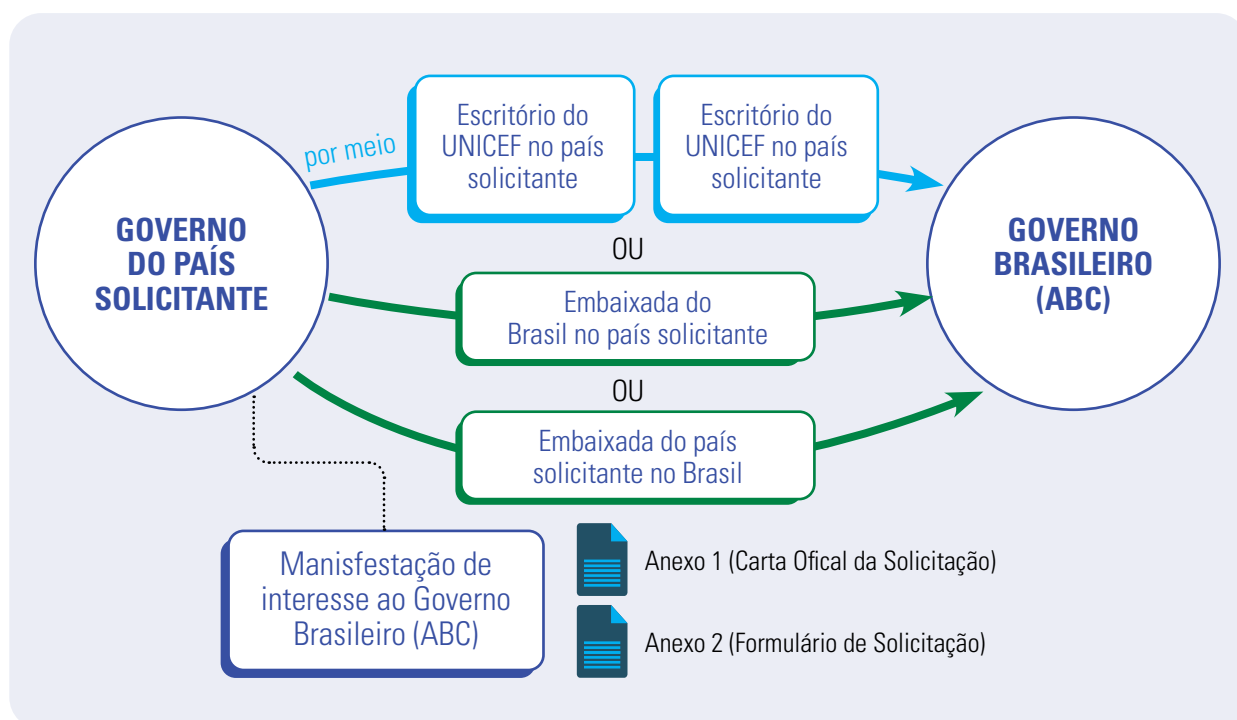 por meio
Escritório do
UNICEF no país
solicitante
Escritório do
UNICEF no país
solicitante
GOVERNO
DO PAÍS
SOLICITANTE
GOVERNO
BRASILEIRO
(ABC)
OU
Embaixada do
Brasil no país solicitante
OU
Embaixada do país
solicitante no Brasil
Manisfestação de
interesse ao Governo
Brasileiro (ABC)
Anexo 1 (Carta Ofical da Solicitação)
Anexo 2 (Formulário de Solicitação)